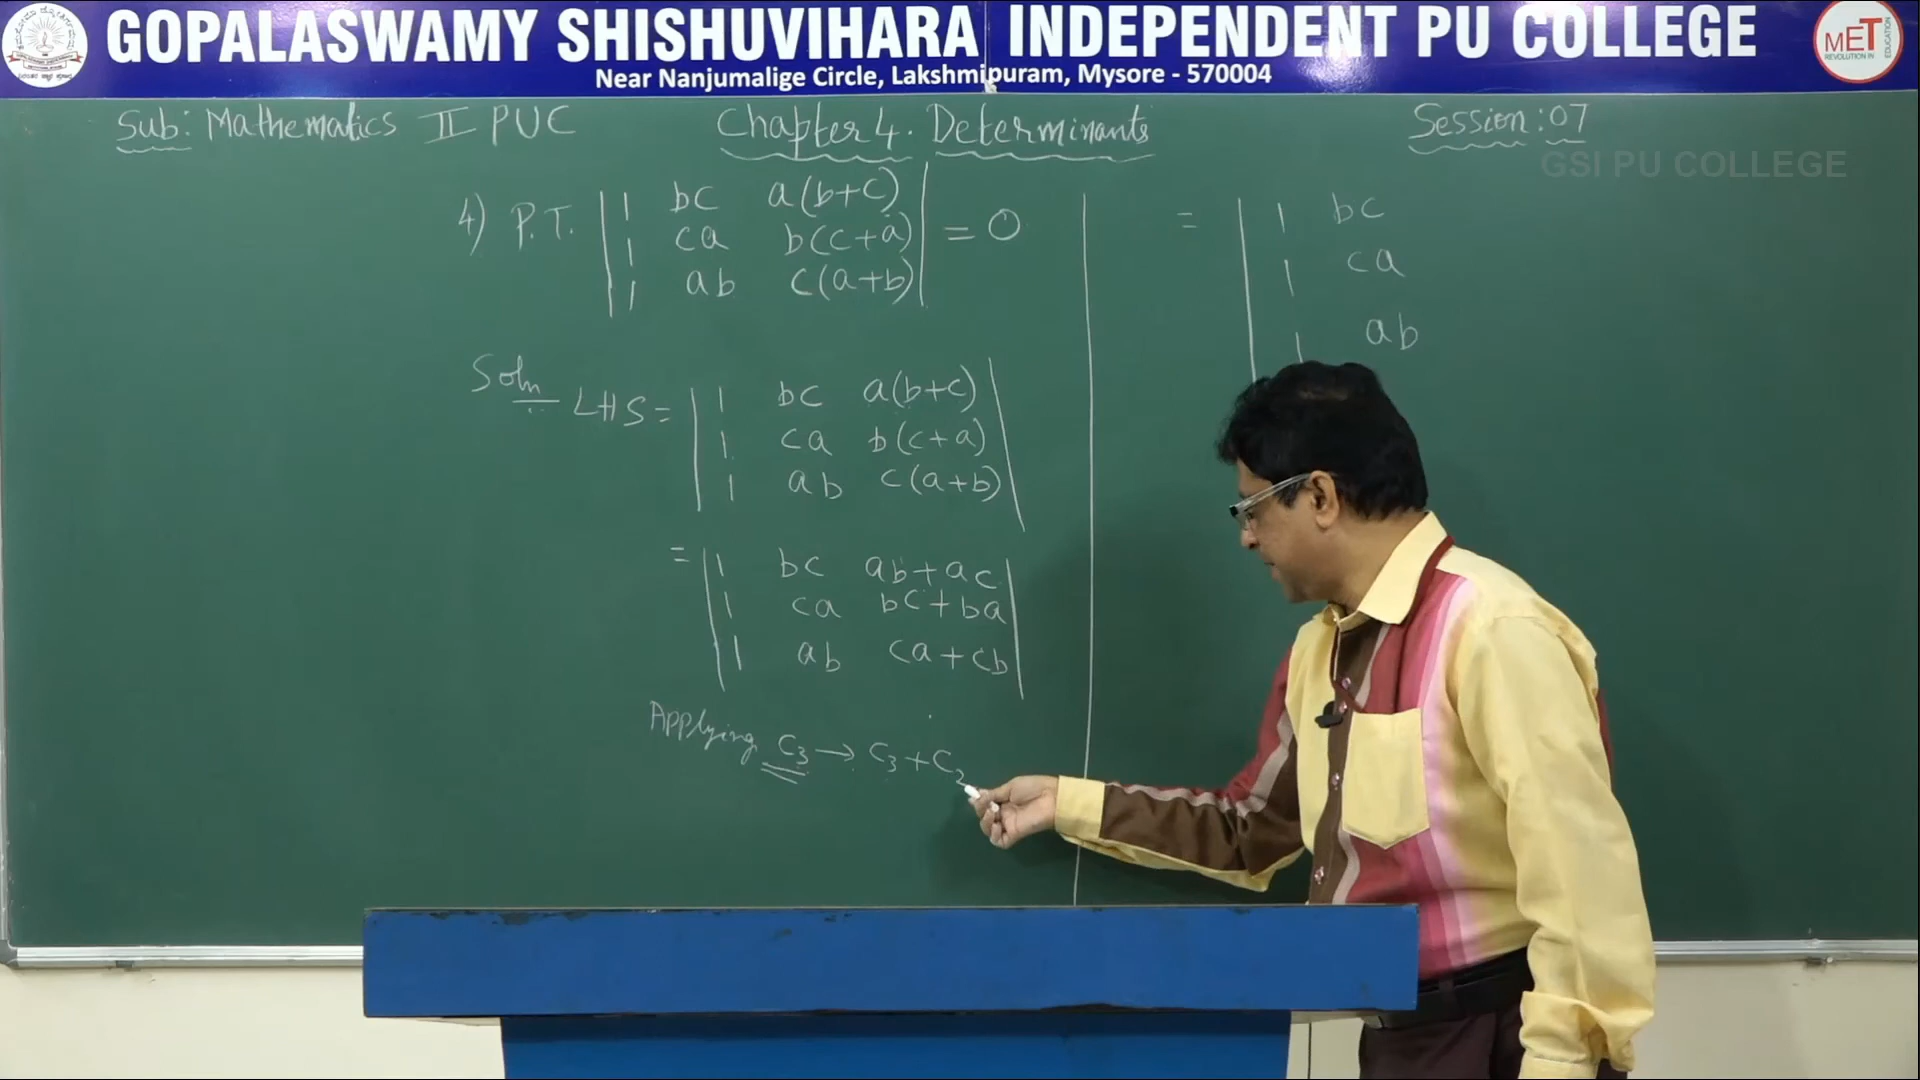 GOPALASWAMY SHISHUVIHARA INDEPENDENT PU COLLEGE
Near Nanjumalige Circle, Lakshmipuram, Mysore - 570004
MET
REVOLUTION IN EDUCATION
Sub: Mathematics II PUC Chapter 4. Determinants Session: 07
GSI PU COLLEGE
4) P.T. | 1 bc a(b+c) |
| 1 ca b(c+a) | = 0
| 1 ab c(a+b) |
Soln LHS = | 1 bc a(b+c) |
| 1 ca b(c+a) |
| 1 ab c(a+b) |
= | 1 bc ab+ac |
| 1 ca bc+ba |
| 1 ab ca+cb |
Applying C₃ → C₃+C₂
= | 1 bc
| 1 ca
| 1 ab